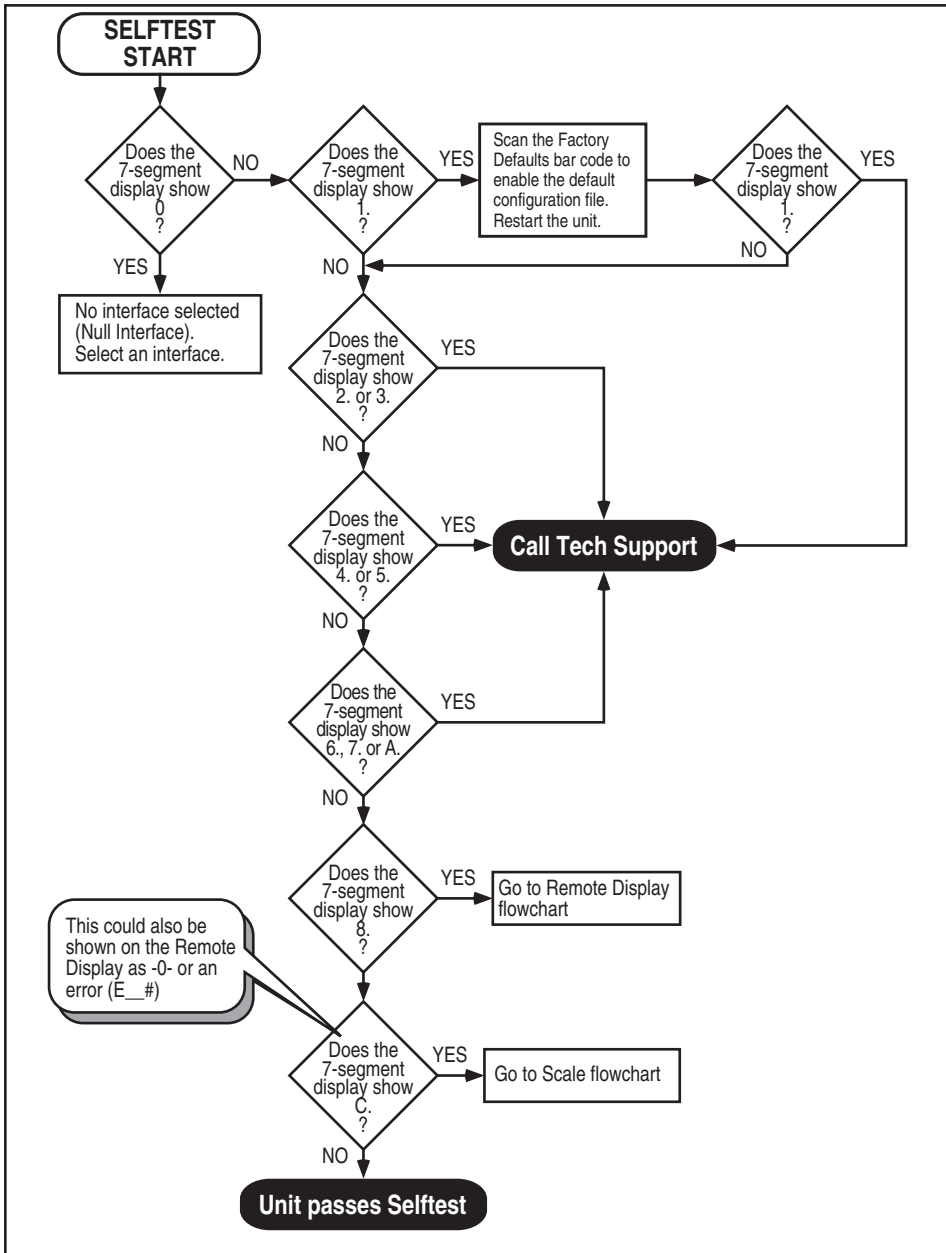 SELFTEST
START
Does the
7-segment
display show
0
?
NO
YES
No interface selected
(Null Interface).
Select an interface.
Does the
7-segment
display show
1.
?
YES
NO
Scan the Factory
Defaults bar code to
enable the default
configuration file.
Restart the unit.
Does the
7-segment
display show
1.
?
YES
NO
Does the
7-segment
display show
2. or 3.
?
YES
NO
Does the
7-segment
display show
4. or 5.
?
YES
NO
Call Tech Support
Does the
7-segment
display show
6., 7. or A.
?
YES
NO
Does the
7-segment
display show
8.
?
YES
Go to Remote Display
flowchart
This could also be
shown on the Remote
Display as -0- or an
error (E__#)
Does the
7-segment
display show
C.
?
YES
Go to Scale flowchart
NO
Unit passes Selftest